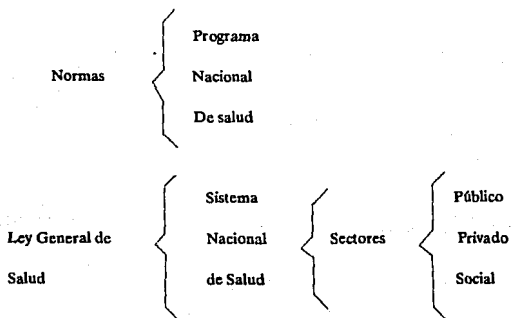 Programa
Normas Nacional
De salud
Sistema Público
Ley General de Nacional Sectores Privado
Salud de Salud Social